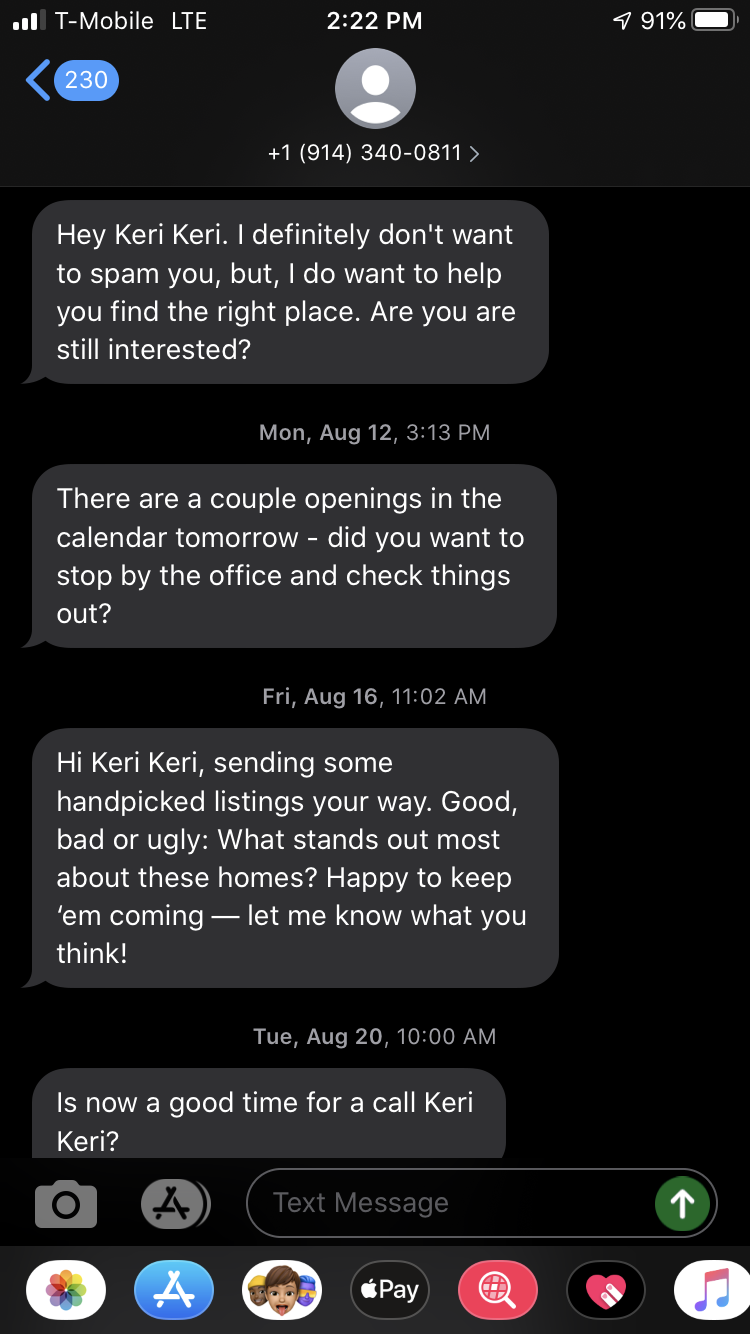 T-Mobile LTE 2:22 PM 91%
230
+1 (914) 340-0811
Hey Keri Keri. I definitely don't want
to spam you, but, I do want to help
you find the right place. Are you are
still interested?
Mon, Aug 12, 3:13 PM
There are a couple openings in the
calendar tomorrow - did you want to
stop by the office and check things
out?
Fri, Aug 16, 11:02 AM
Hi Keri Keri, sending some
handpicked listings your way. Good,
bad or ugly: What stands out most
about these homes? Happy to keep
‘em coming — let me know what you
think!
Tue, Aug 20, 10:00 AM
Is now a good time for a call Keri
Keri?
Text Message
Pay